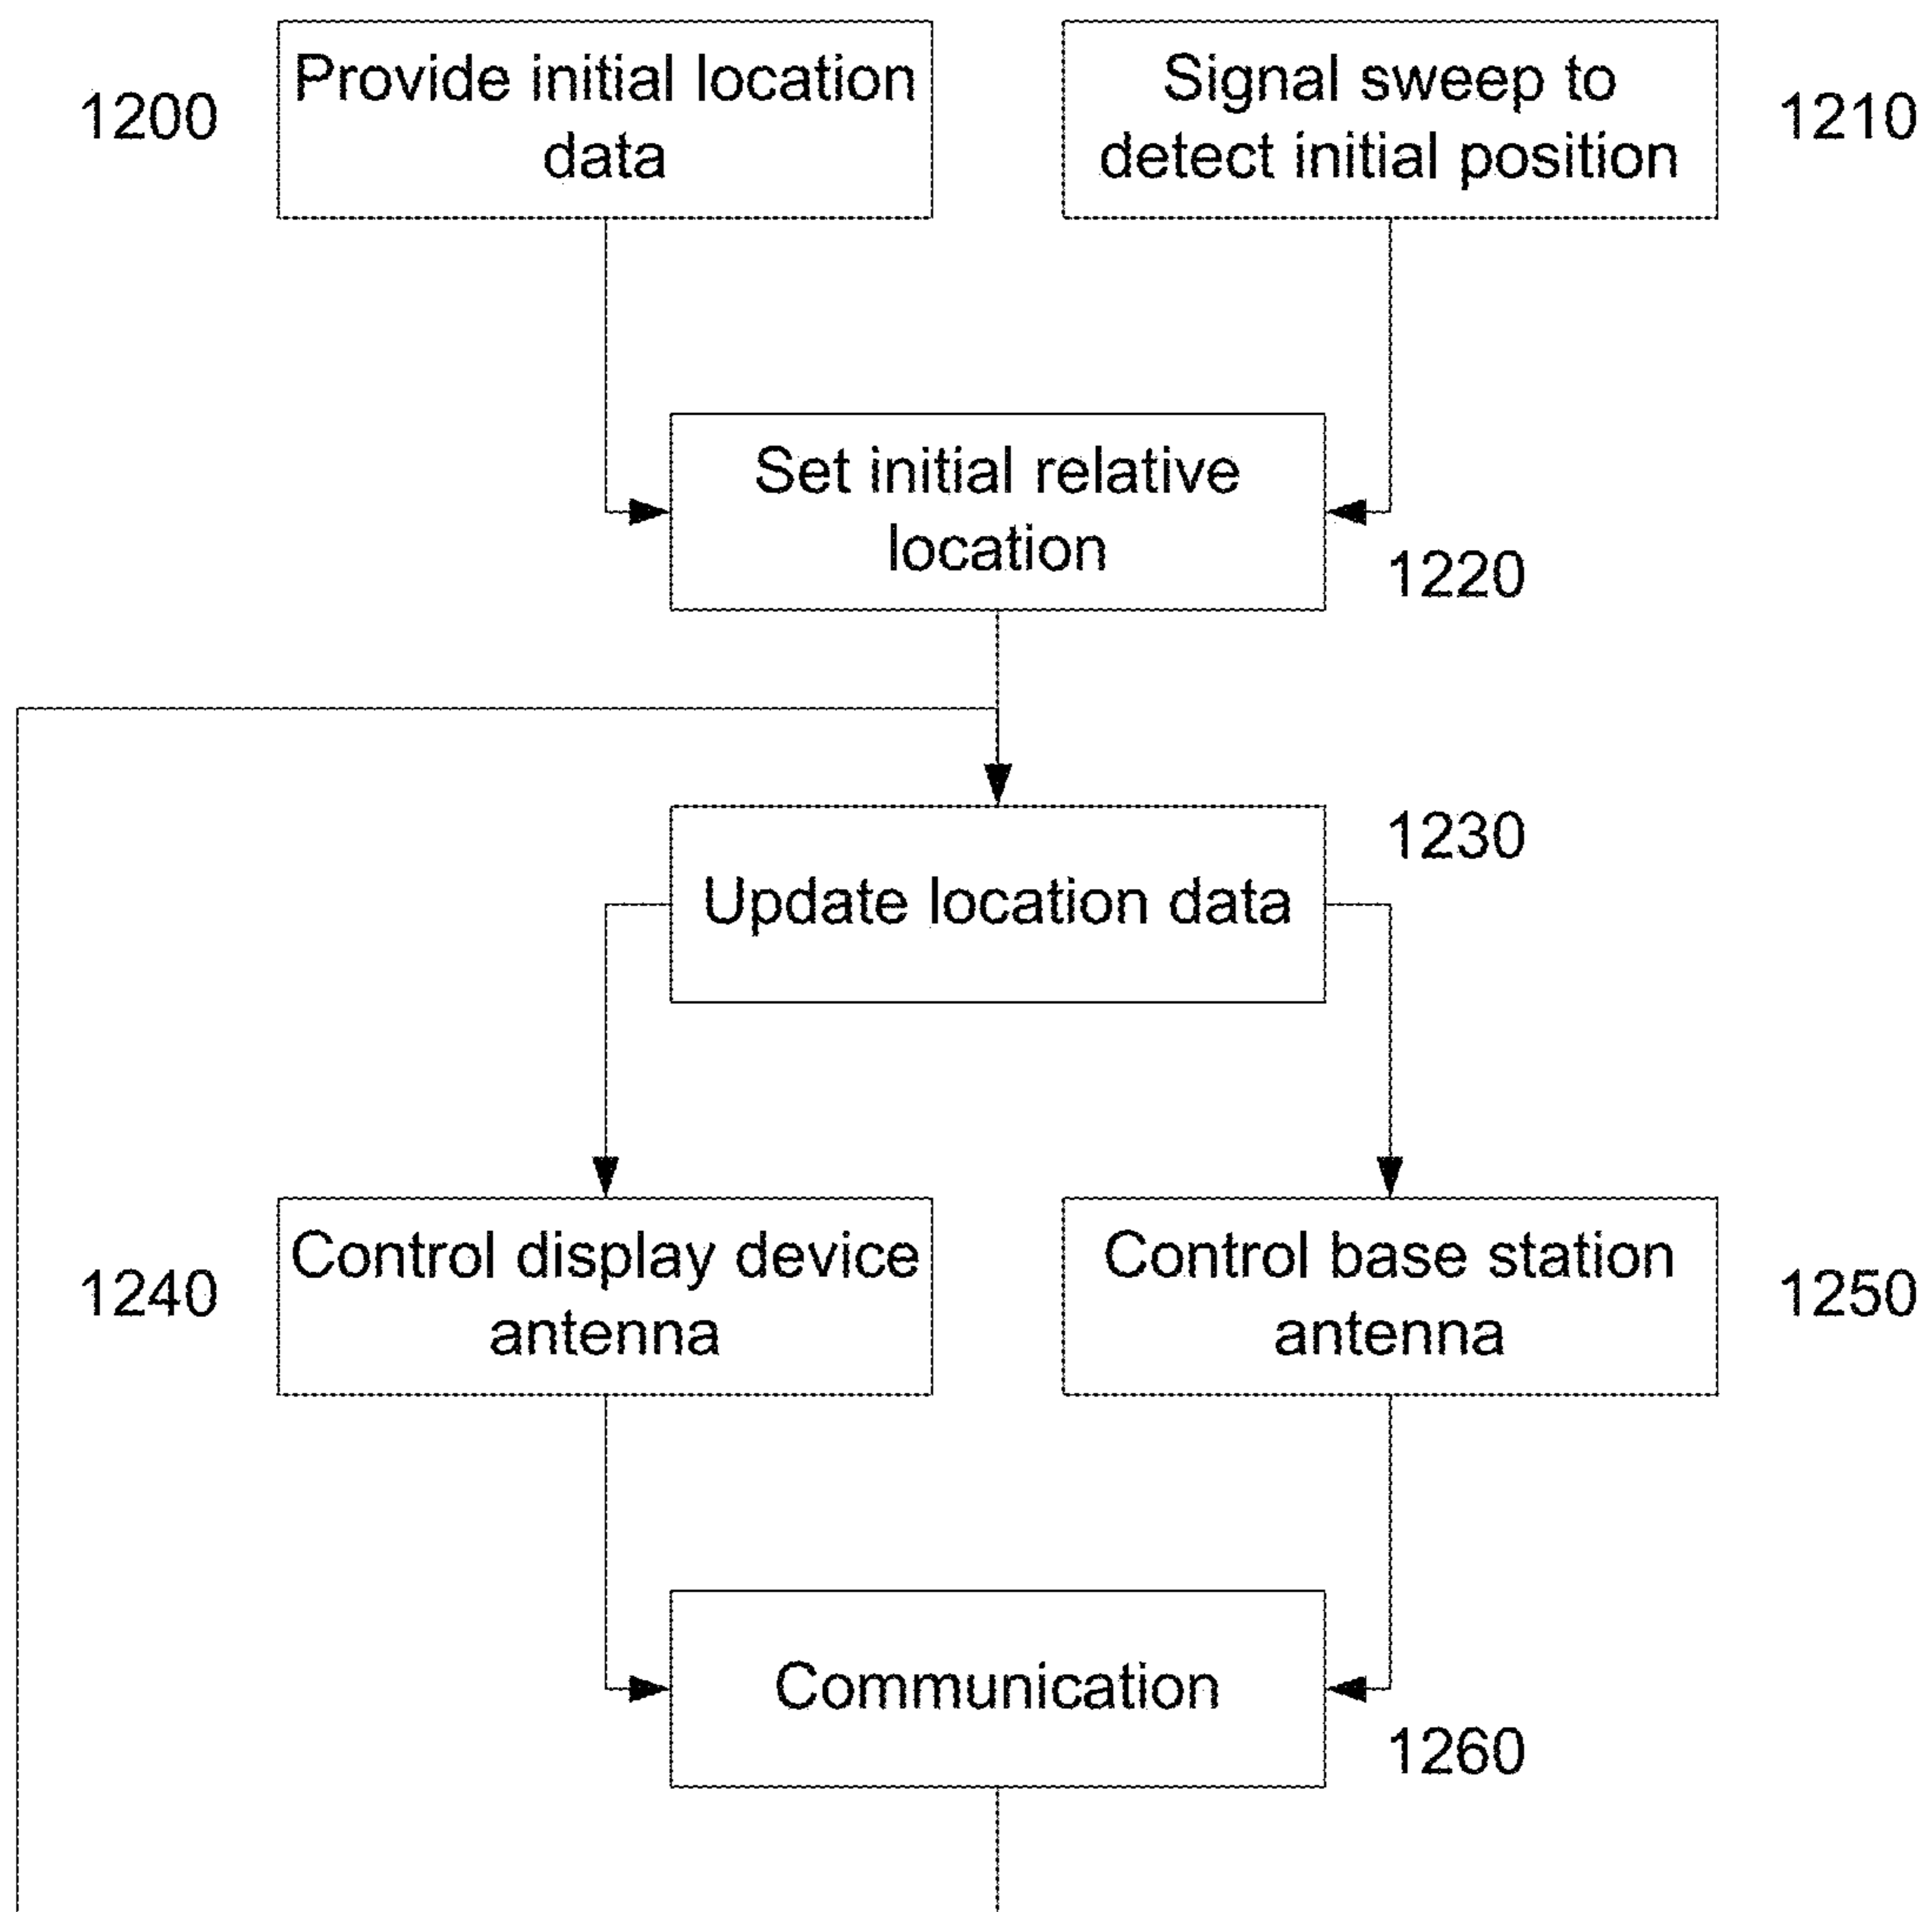 1200
Provide initial location
data
Signal sweep to
detect initial position
1210
Set initial relative
location
1220
1230
Update location data
1240
Control display device
antenna
Control base station
antenna
1250
Communication
1260